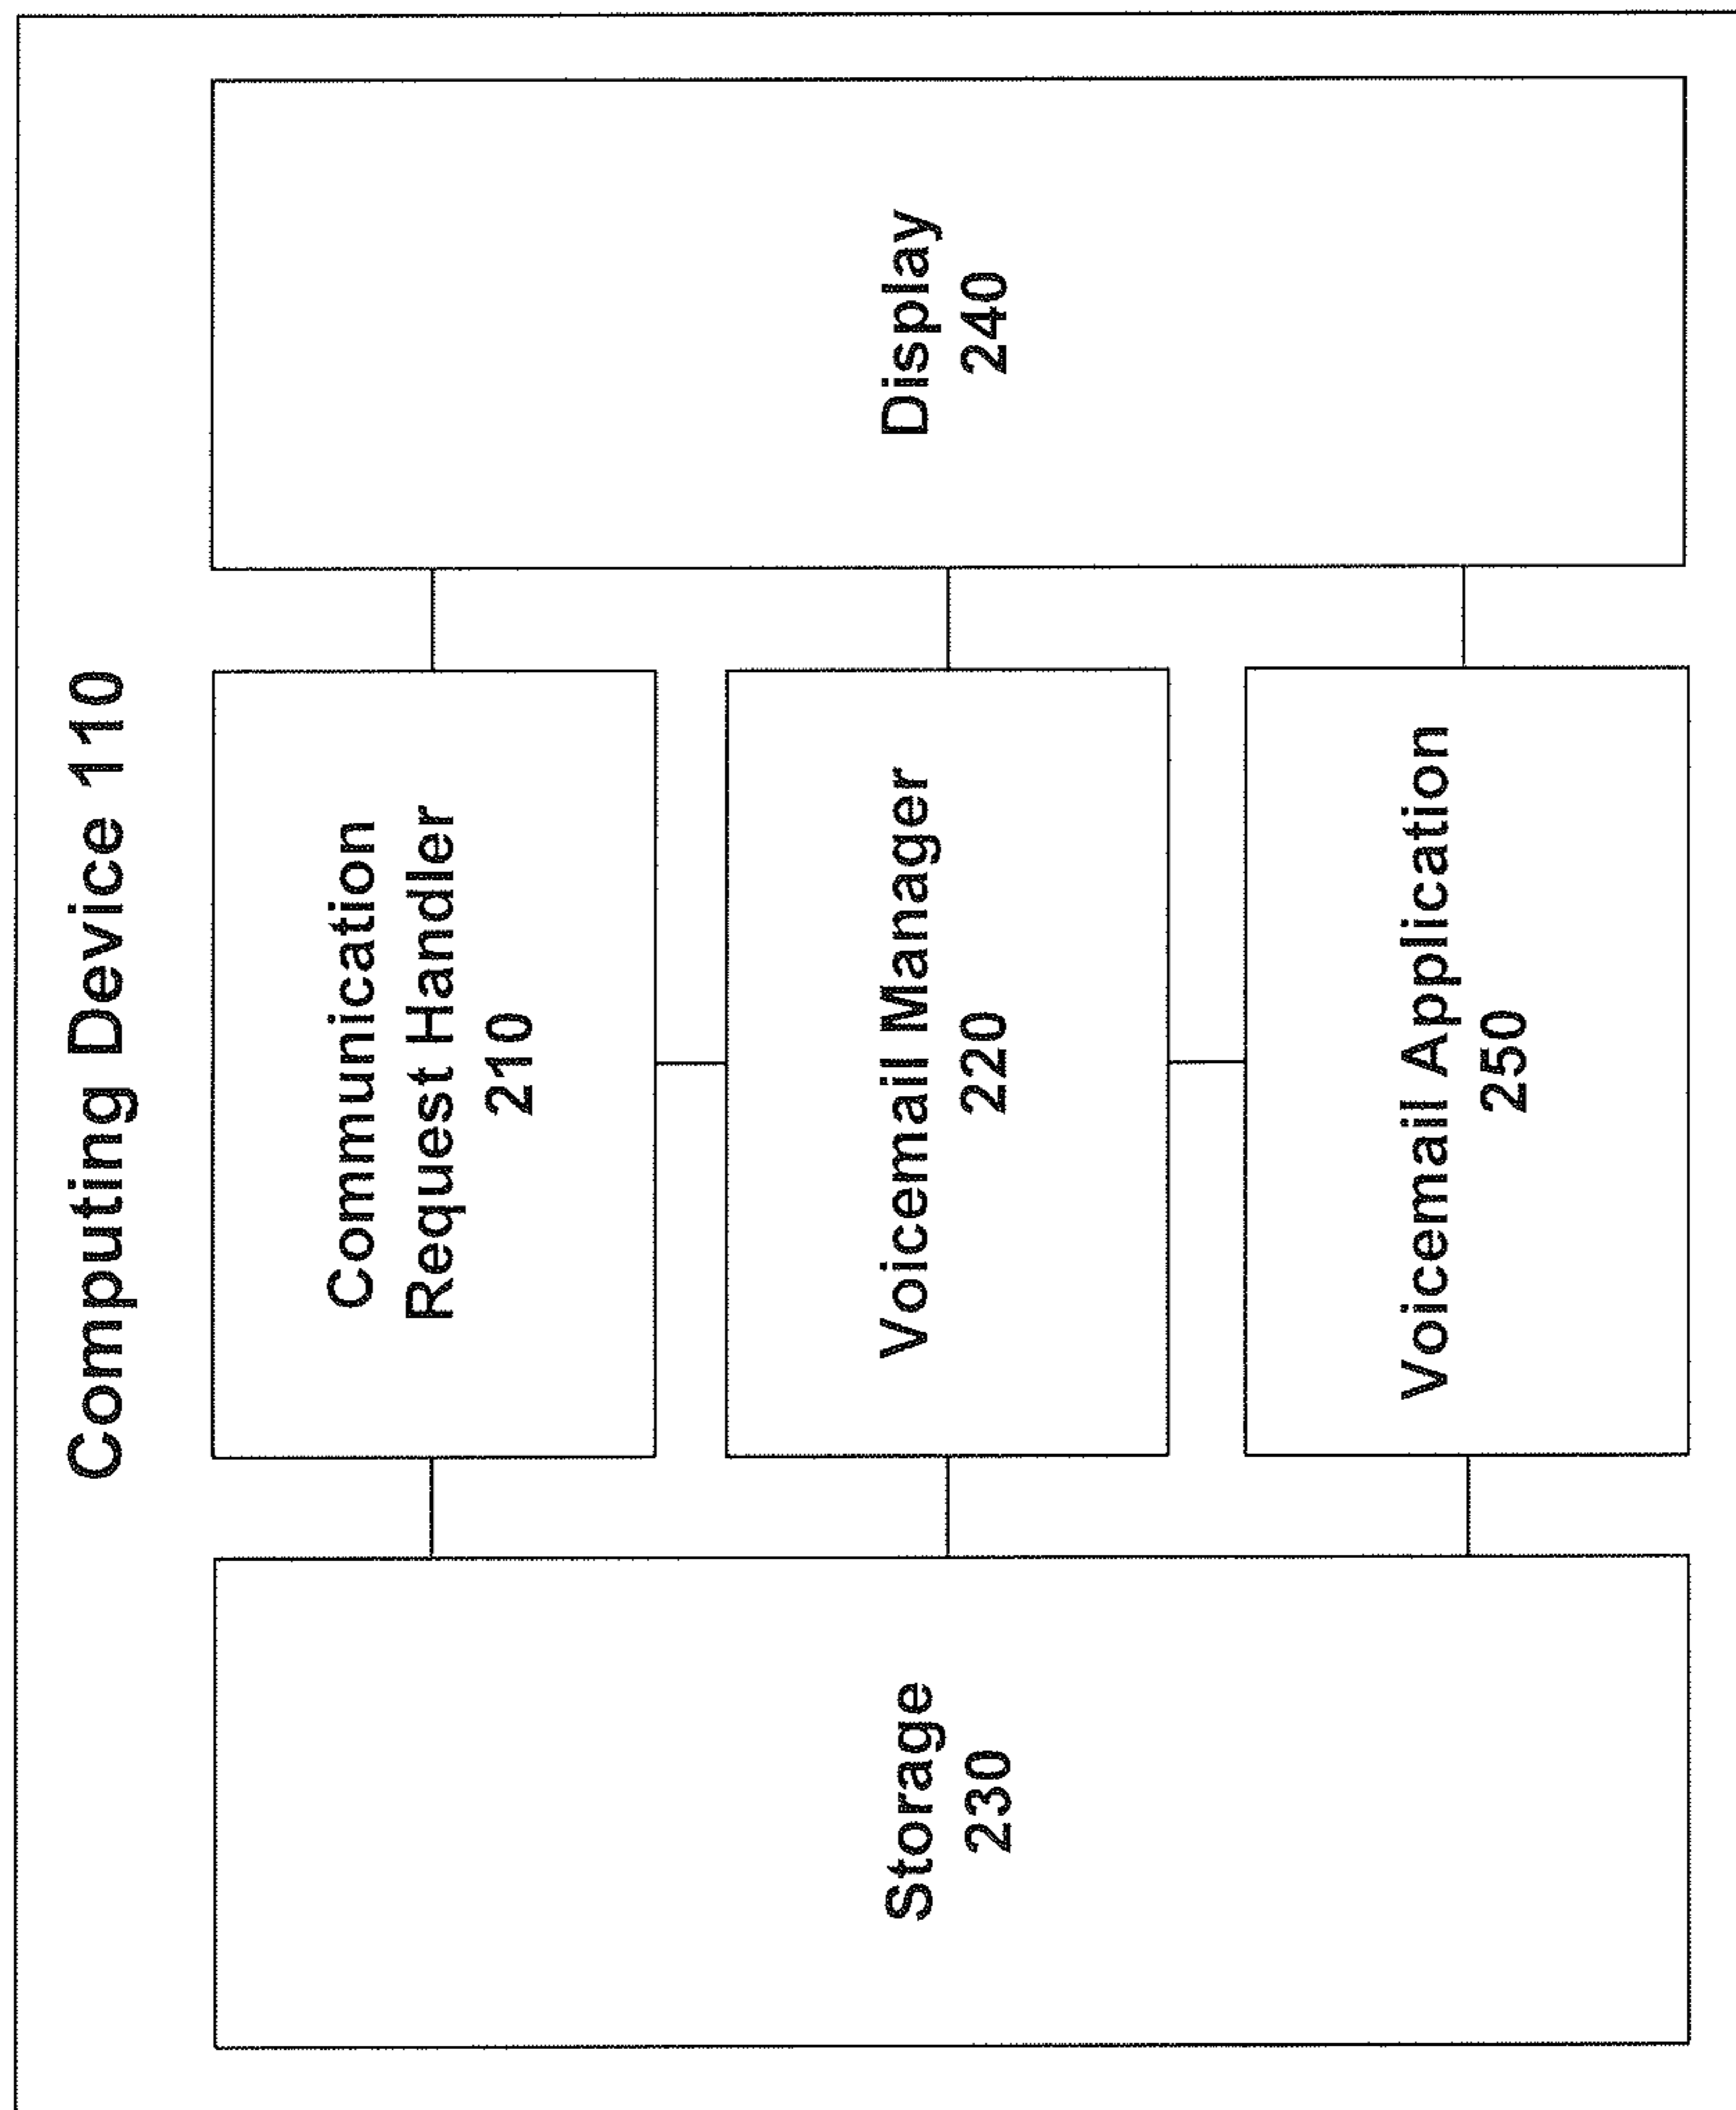 Computing Device 110
Storage
230
Communication
Request Handler
210
Voicemail Manager
220
Voicemail Application
250
Display
240